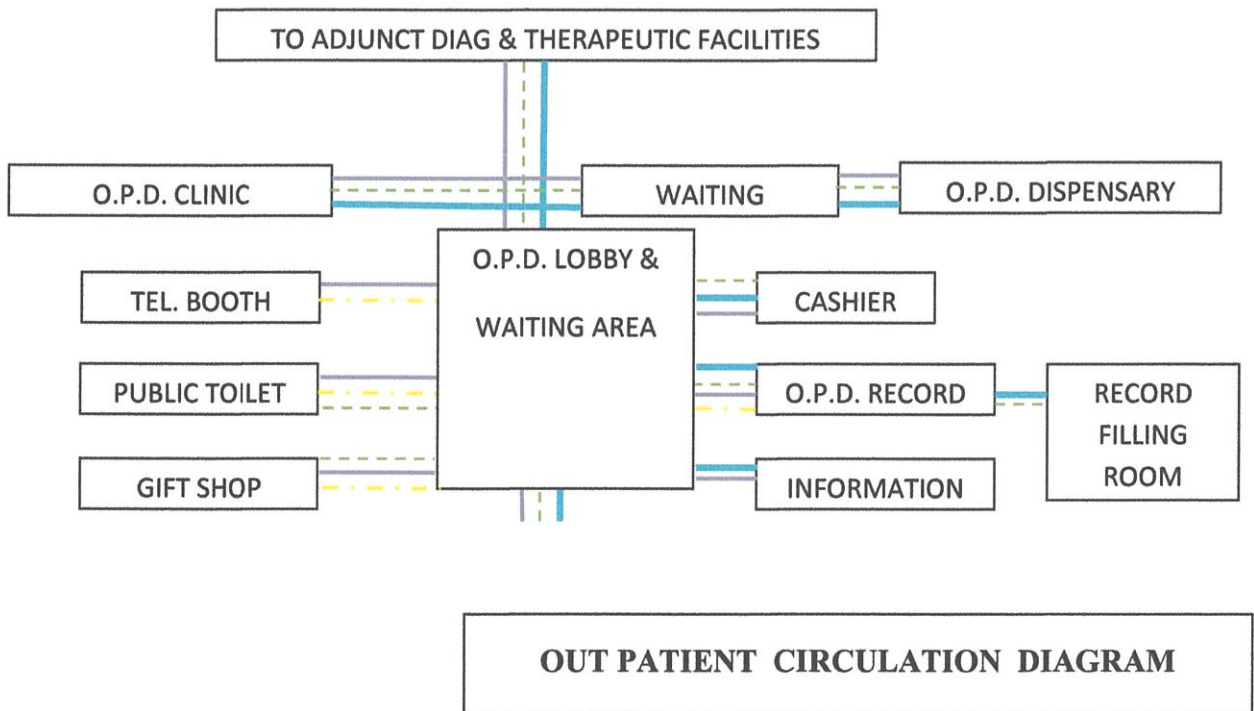 TO ADJUNCT DIAG & THERAPEUTIC FACILITIES
O.P.D. CLINIC
WAITING
O.P.D. DISPENSARY
O.P.D. LOBBY &
WAITING AREA
TEL. BOOTH
CASHIER
PUBLIC TOILET
O.P.D. RECORD
RECORD
FILLING
ROOM
GIFT SHOP
INFORMATION
OUT PATIENT CIRCULATION DIAGRAM